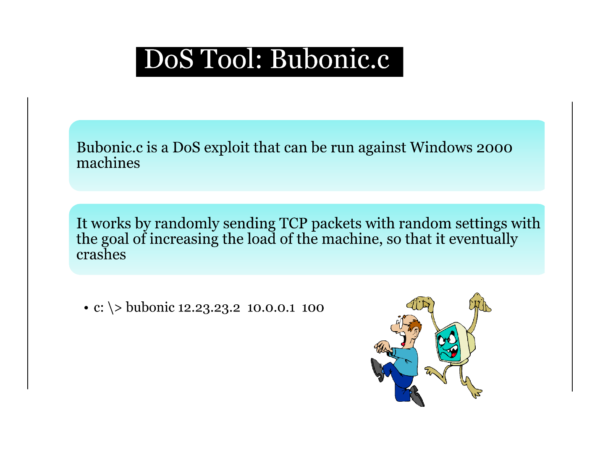 DoS Tool: Bubonic.c
Bubonic.c is a DoS exploit that can be run against Windows 2000
machines
It works by randomly sending TCP packets with random settings with
the goal of increasing the load of the machine, so that it eventually
crashes
• c: \> bubonic 12.23.23.2 10.0.0.1 100